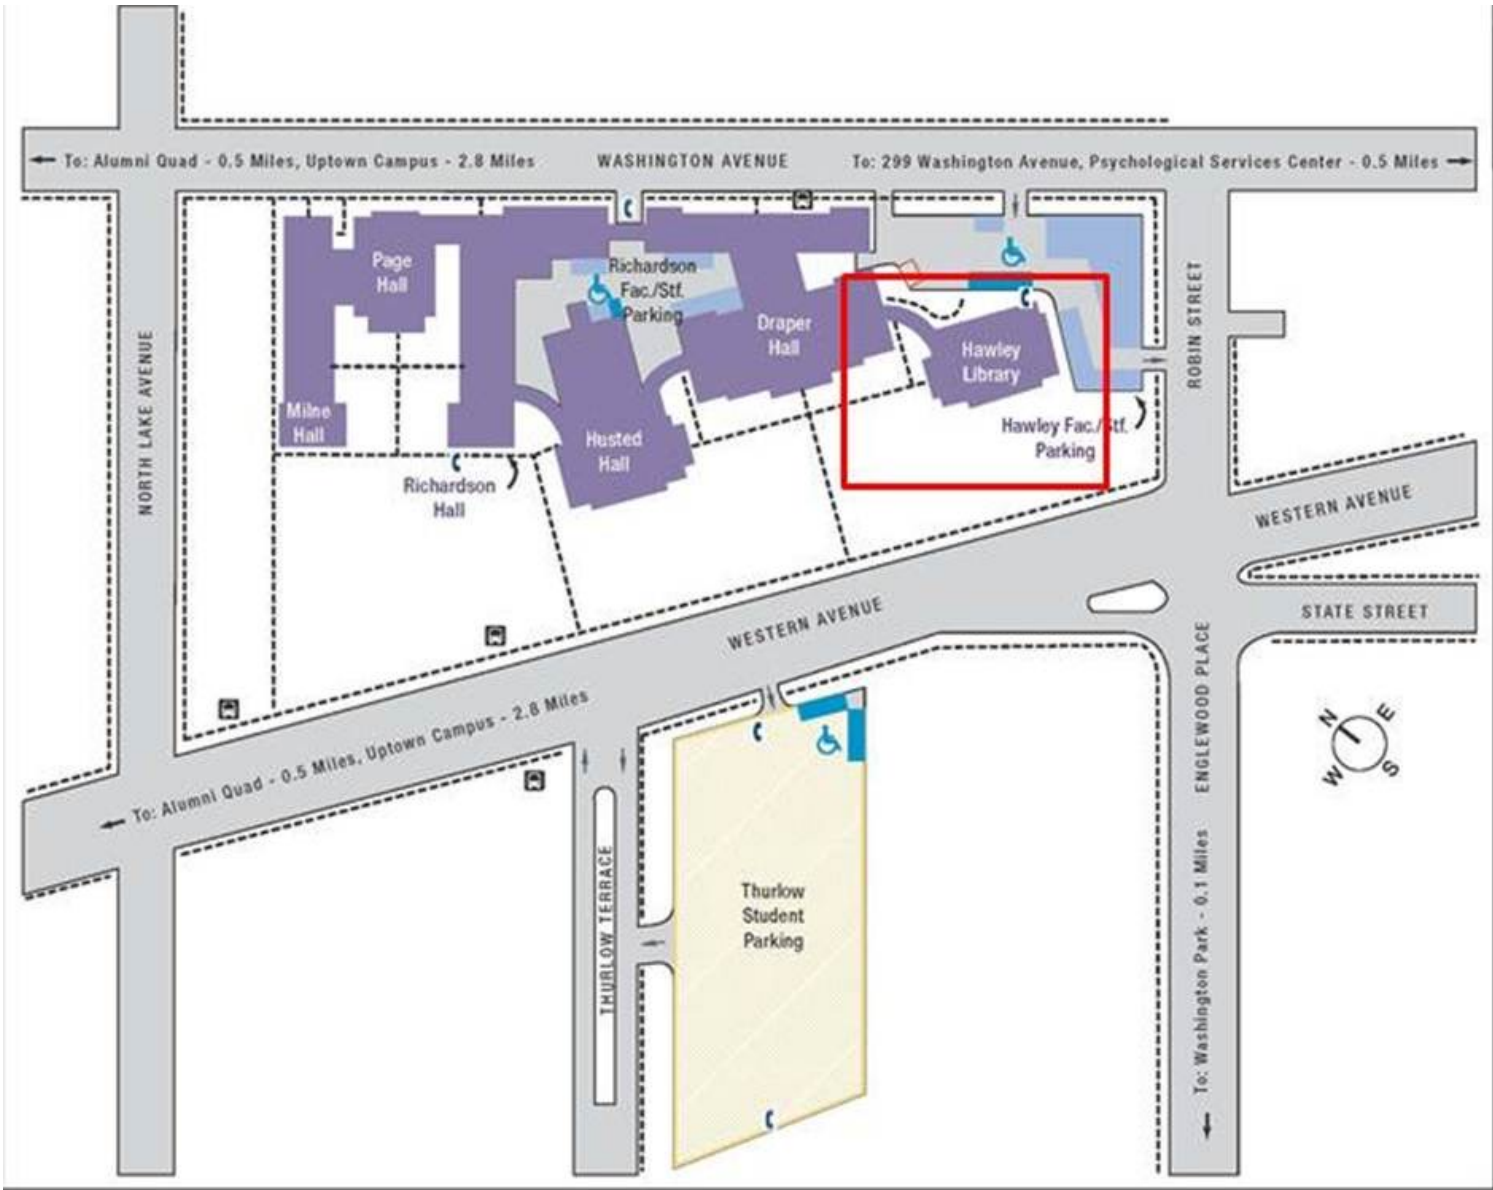 To: Alumni Quad - 0.5 Miles, Uptown Campus - 2.8 Miles
WASHINGTON AVENUE
To: 299 Washington Avenue, Psychological Services Center - 0.5 Miles
Page
Hall
Richardson
Fac./Stf.
Parking
Draper
Hall
Hawley
Library
ROBIN STREET
NORTH LAKE AVENUE
Milne
Hall
Husted
Hall
Hawley Fac./Stf.
Parking
Richardson
Hall
WESTERN AVENUE
WESTERN AVENUE
STATE STREET
To: Alumni Quad - 0.5 Miles, Uptown Campus - 2.8 Miles
ENGLEWOOD PLACE
N
E
W
S
THURLOW TERRACE
Thurlow
Student
Parking
To: Washington Park - 0.1 Miles